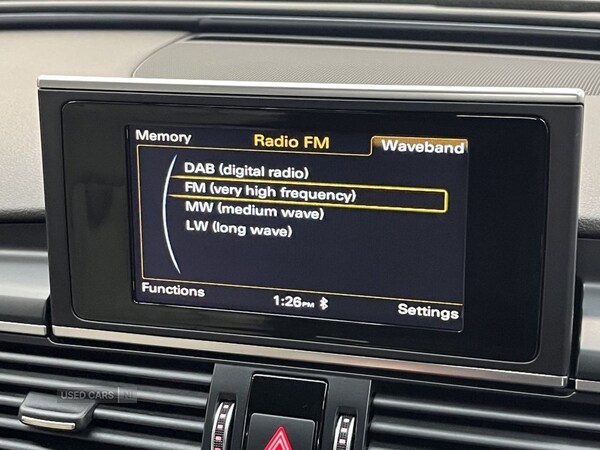 Memory
Radio FM
Waveband
DAB (digital radio)
FM (very high frequency)
MW (medium wave)
LW (long wave)
Functions
1:26PM
Settings
USED CARS NI